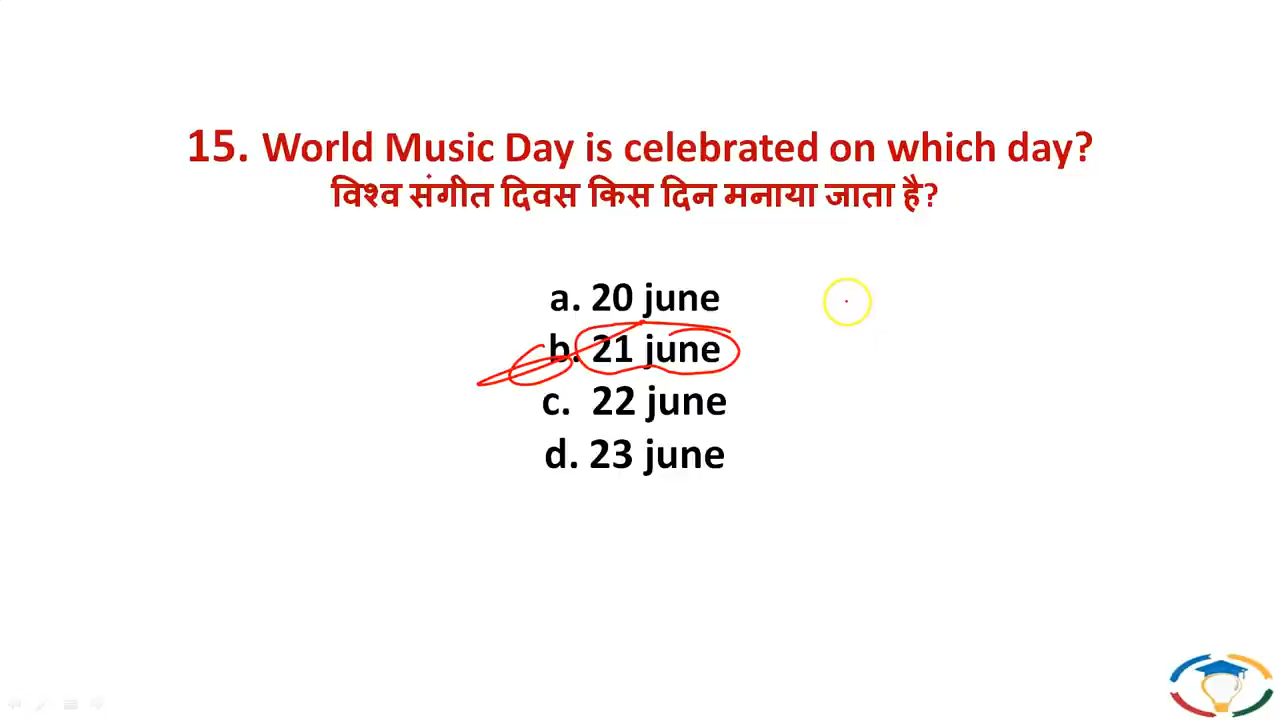 15. World Music Day is celebrated on which day?
विश्व संगीत दिवस किस दिन मनाया जाता है?
a. 20 june
b. 21 june
c. 22 june
d. 23 june